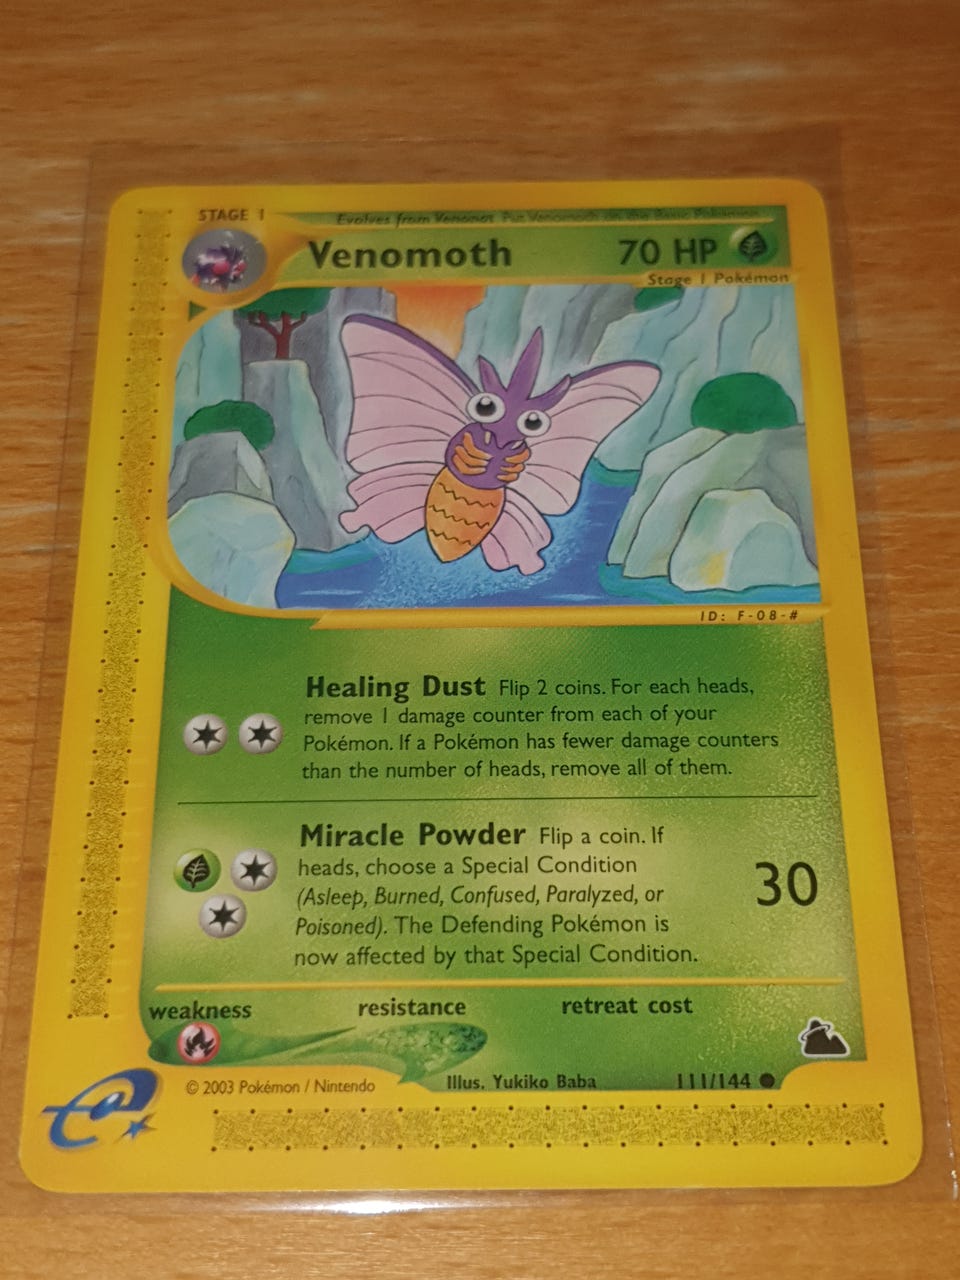 STAGE 1
Evolves from Venonat Put Venomoth on the Basic Pokémon
Venomoth 70 HP
Stage 1 Pokémon
ID: F-08-#
Healing Dust Flip 2 coins. For each heads,
remove 1 damage counter from each of your
Pokémon. If a Pokémon has fewer damage counters
than the number of heads, remove all of them.
Miracle Powder Flip a coin. If
heads, choose a Special Condition
(Asleep, Burned, Confused, Paralyzed, or
Poisoned). The Defending Pokémon is
now affected by that Special Condition.
30
weakness resistance retreat cost
© 2003 Pokémon / Nintendo Illus. Yukiko Baba 111/144
e